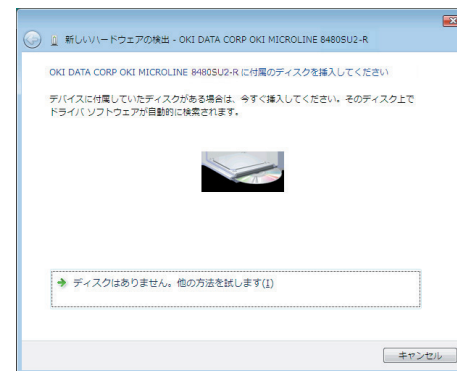 新しいハードウェアの検出 - OKI DATA CORP OKI MICROLINE 8480SU2-R
OKI DATA CORP OKI MICROLINE 8480SU2-R に付属のディスクを挿入してください
デバイスに付属していたディスクがある場合は、今すぐ挿入してください。そのディスク上で
ドライバ ソフトウェアが自動的に検索されます。
ディスクはありません。他の方法を試します(I)
キャンセル